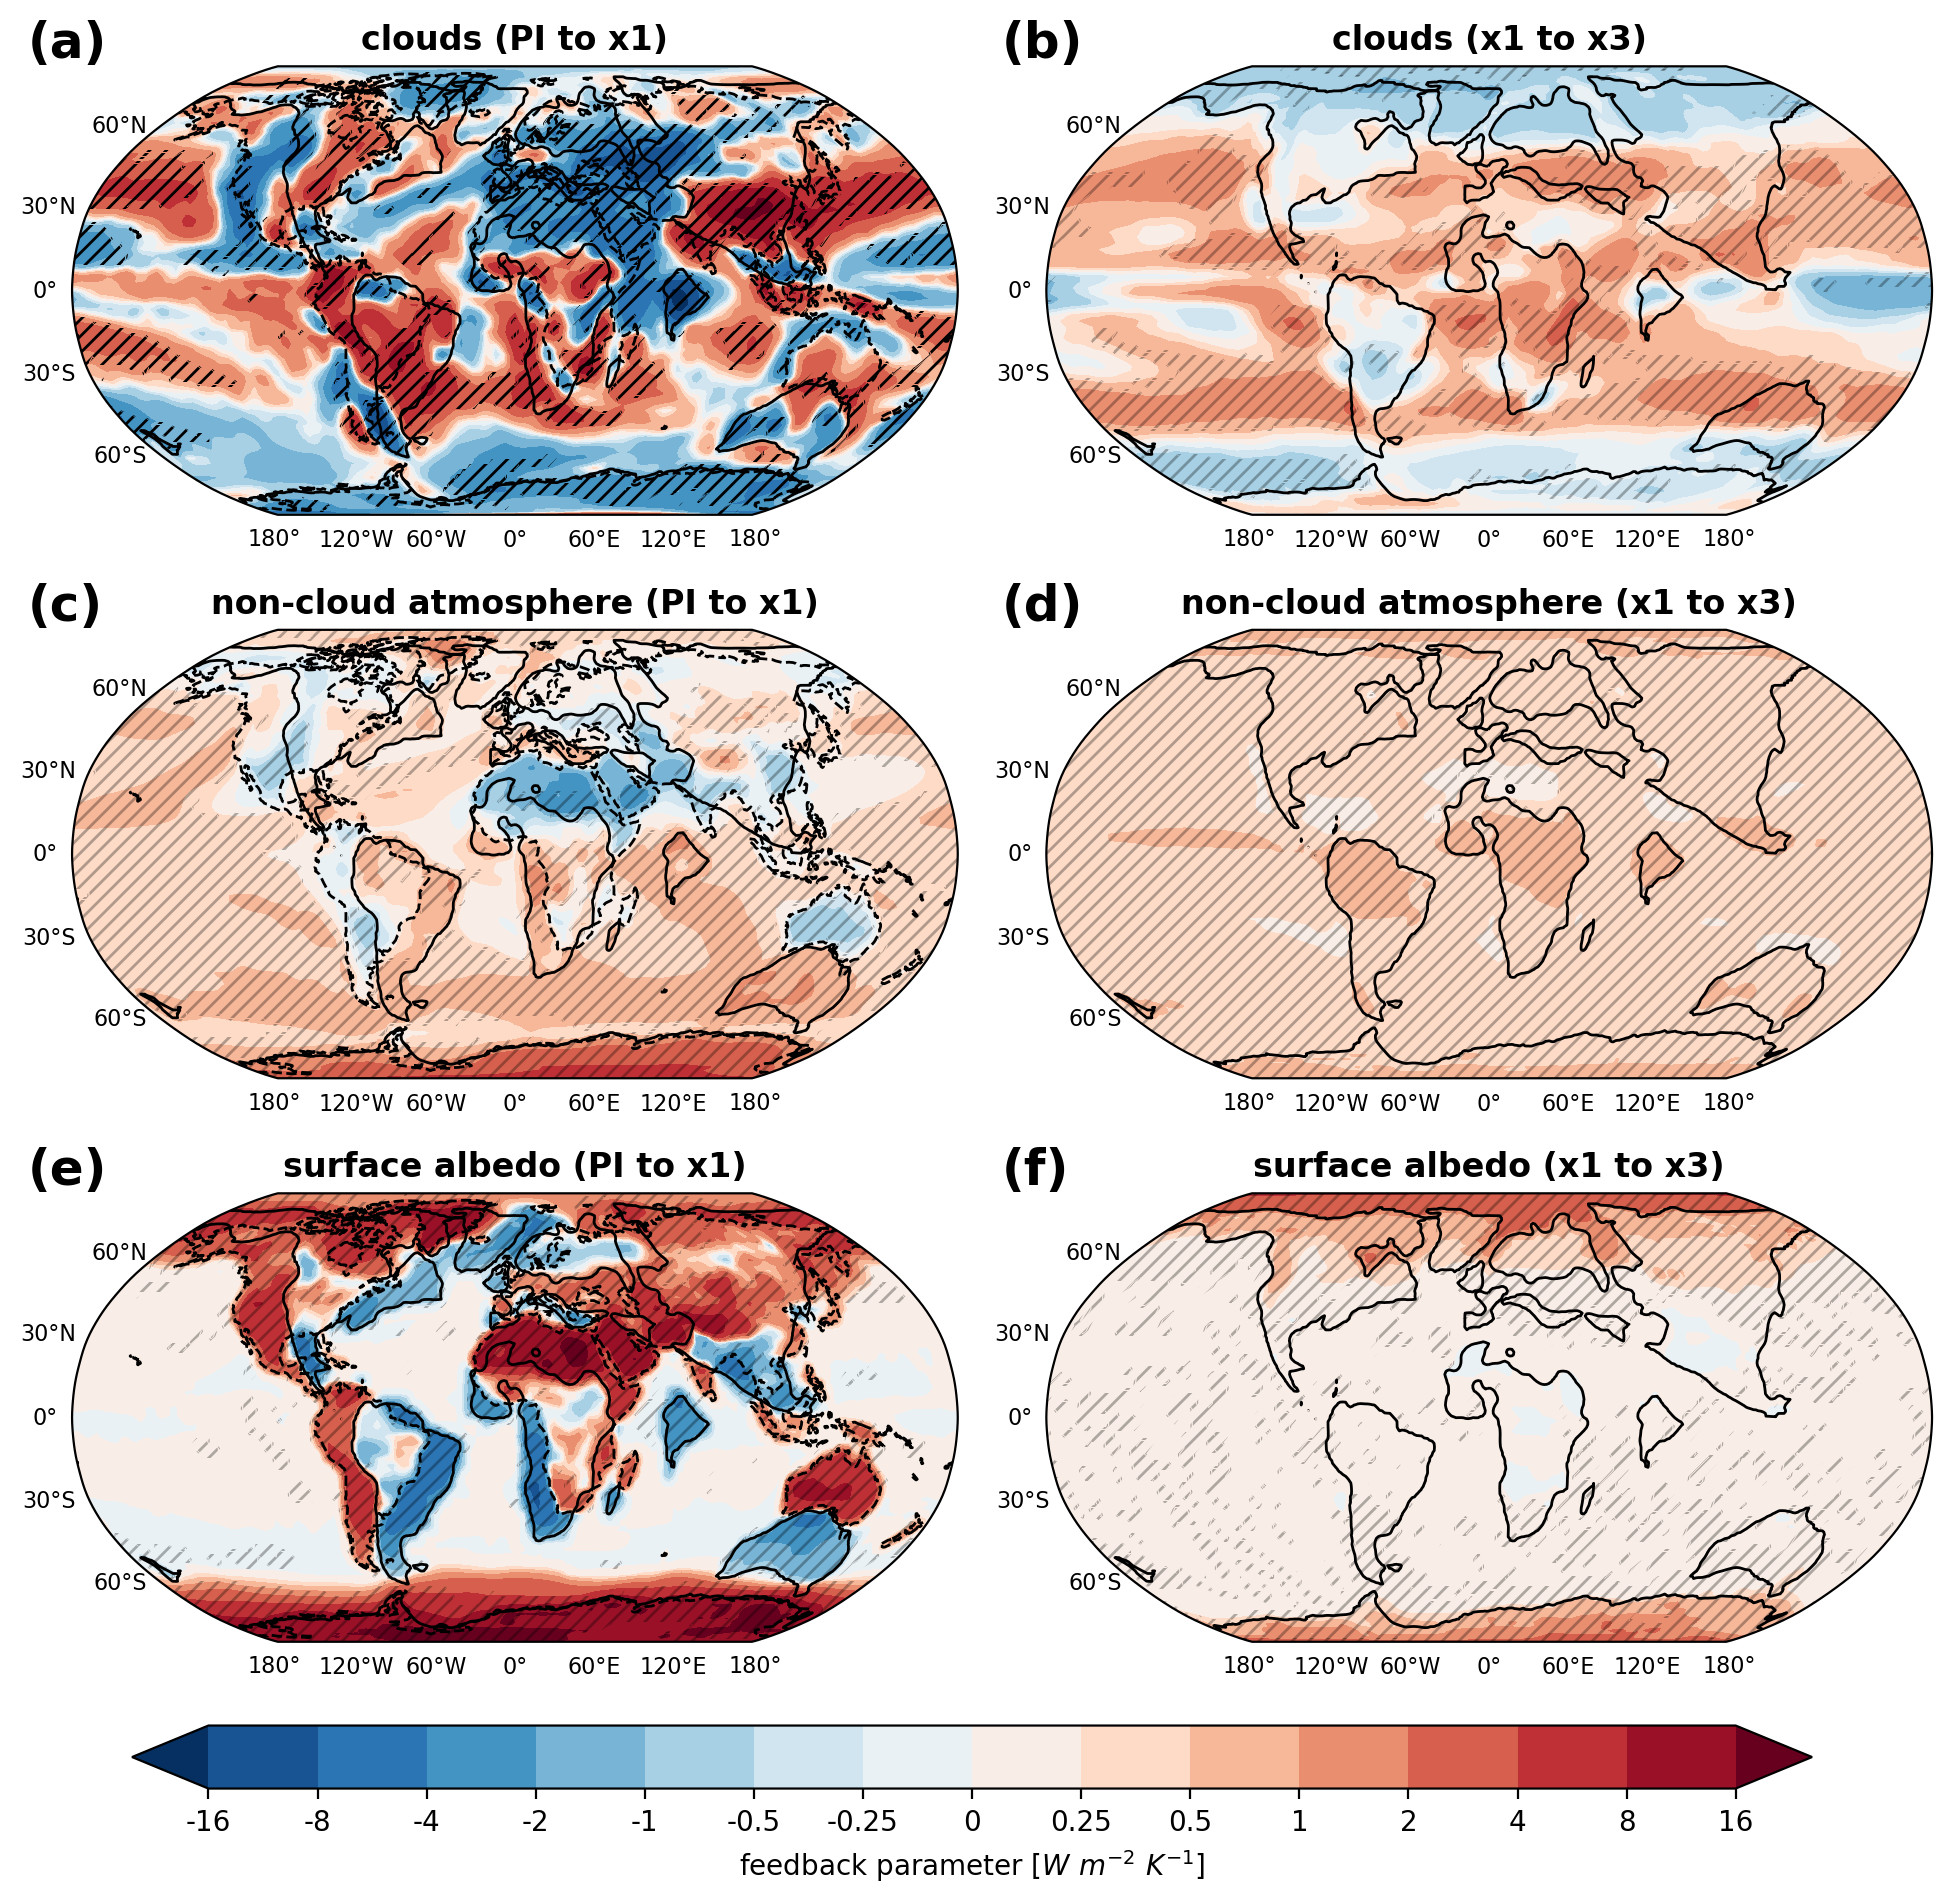 (a) clouds (PI to x1)
60°N
30°N
0°
30°S
60°S
180° 120°W 60°W 0° 60°E 120°E 180°
(b) clouds (x1 to x3)
60°N
30°N
0°
30°S
60°S
180° 120°W 60°W 0° 60°E 120°E 180°
(c) non-cloud atmosphere (PI to x1)
60°N
30°N
0°
30°S
60°S
180° 120°W 60°W 0° 60°E 120°E 180°
(d) non-cloud atmosphere (x1 to x3)
60°N
30°N
0°
30°S
60°S
180° 120°W 60°W 0° 60°E 120°E 180°
(e) surface albedo (PI to x1)
60°N
30°N
0°
30°S
60°S
180° 120°W 60°W 0° 60°E 120°E 180°
(f) surface albedo (x1 to x3)
60°N
30°N
0°
30°S
60°S
180° 120°W 60°W 0° 60°E 120°E 180°
-16 -8 -4 -2 -1 -0.5 -0.25 0 0.25 0.5 1 2 4 8 16
feedback parameter [W m⁻² K⁻¹]